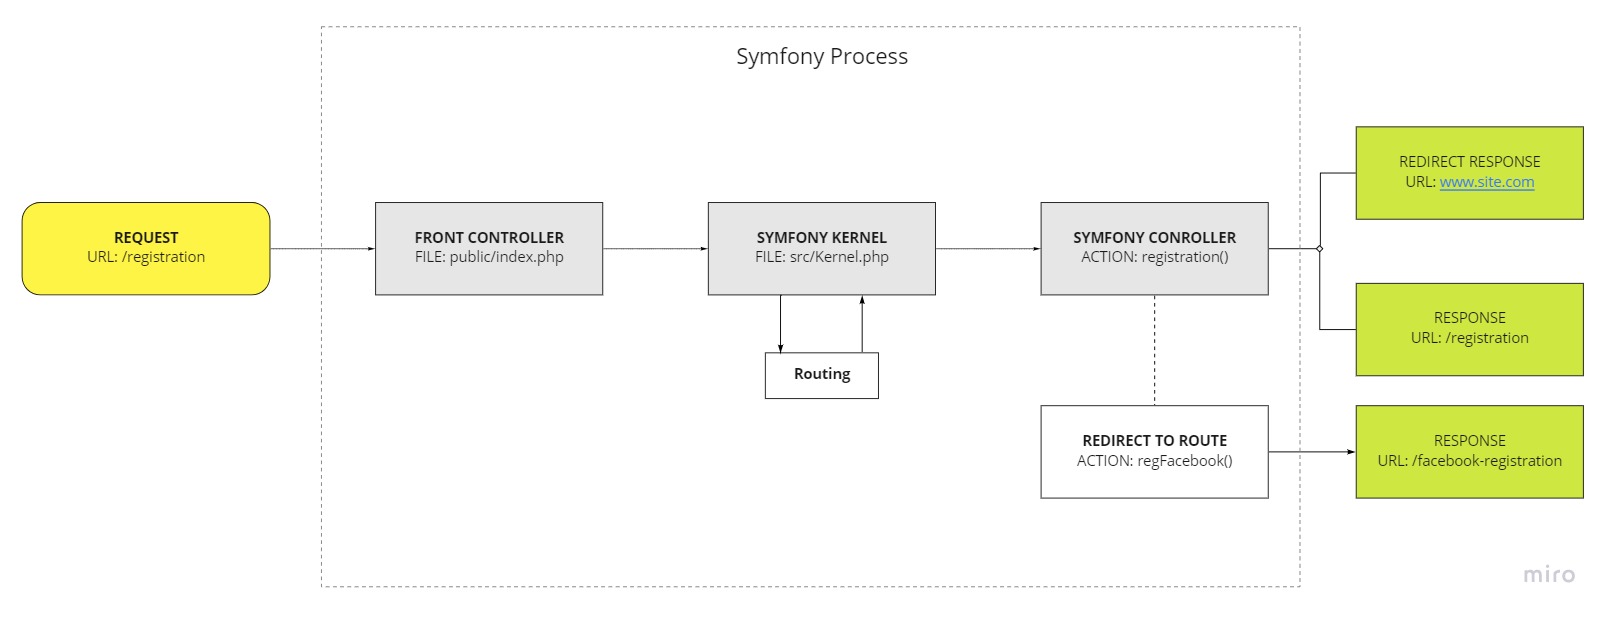 Symfony Process
REQUEST
URL: /registration
FRONT CONTROLLER
FILE: public/index.php
SYMFONY KERNEL
FILE: src/Kernel.php
Routing
SYMFONY CONROLLER
ACTION: registration()
REDIRECT TO ROUTE
ACTION: regFacebook()
REDIRECT RESPONSE
URL: www.site.com
RESPONSE
URL: /registration
RESPONSE
URL: /facebook-registration
miro